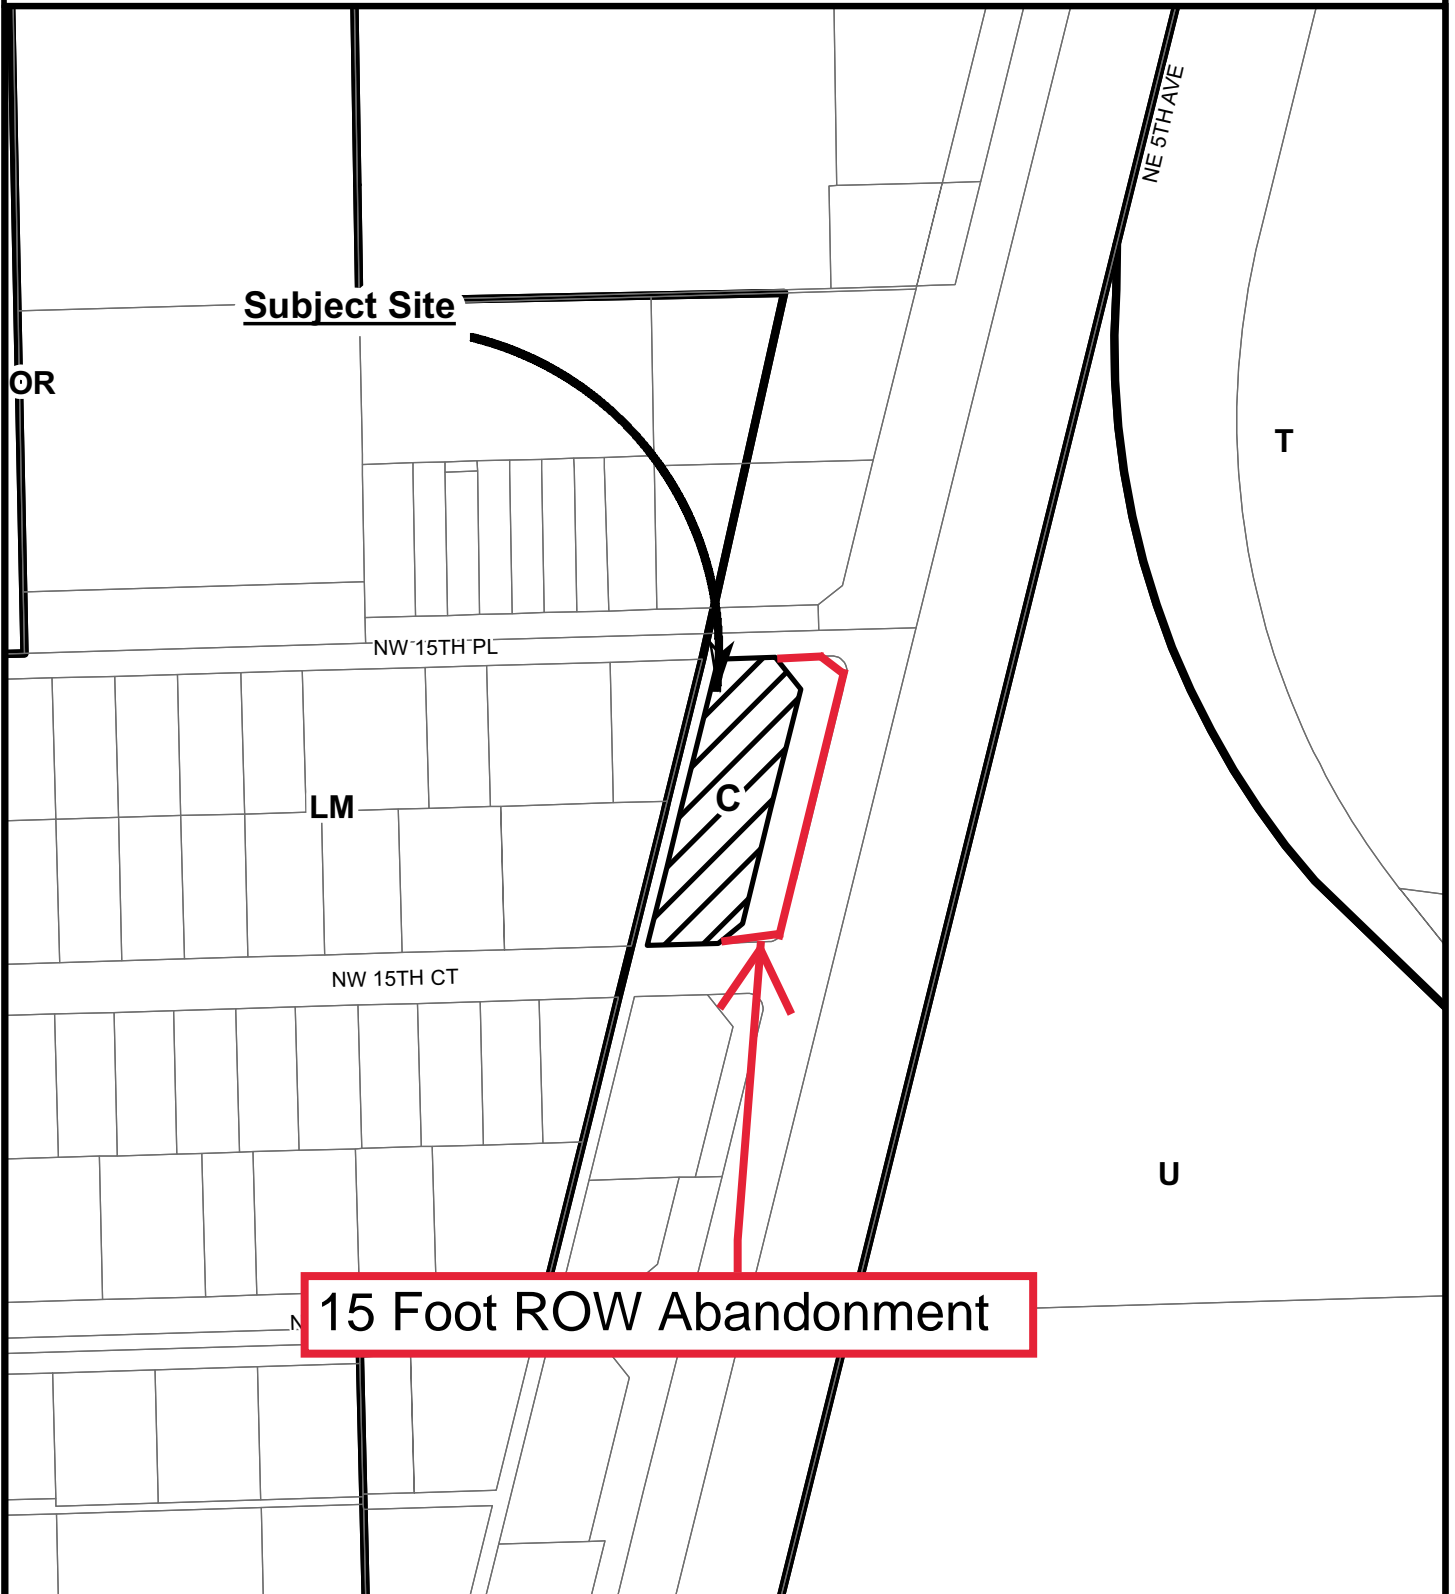 NE 5TH AVE
Subject Site
OR
T
NW 15TH PL
C
LM
NW 15TH CT
U
15 Foot ROW Abandonment